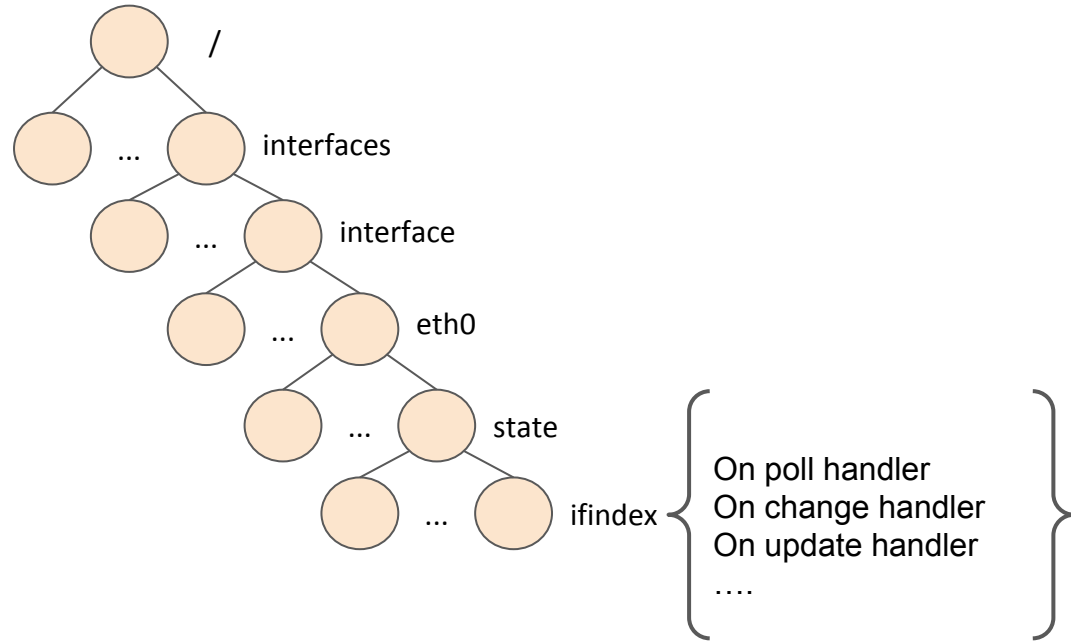 /
...
interfaces
...
interface
...
eth0
...
state
...
ifindex
On poll handler
On change handler
On update handler
....